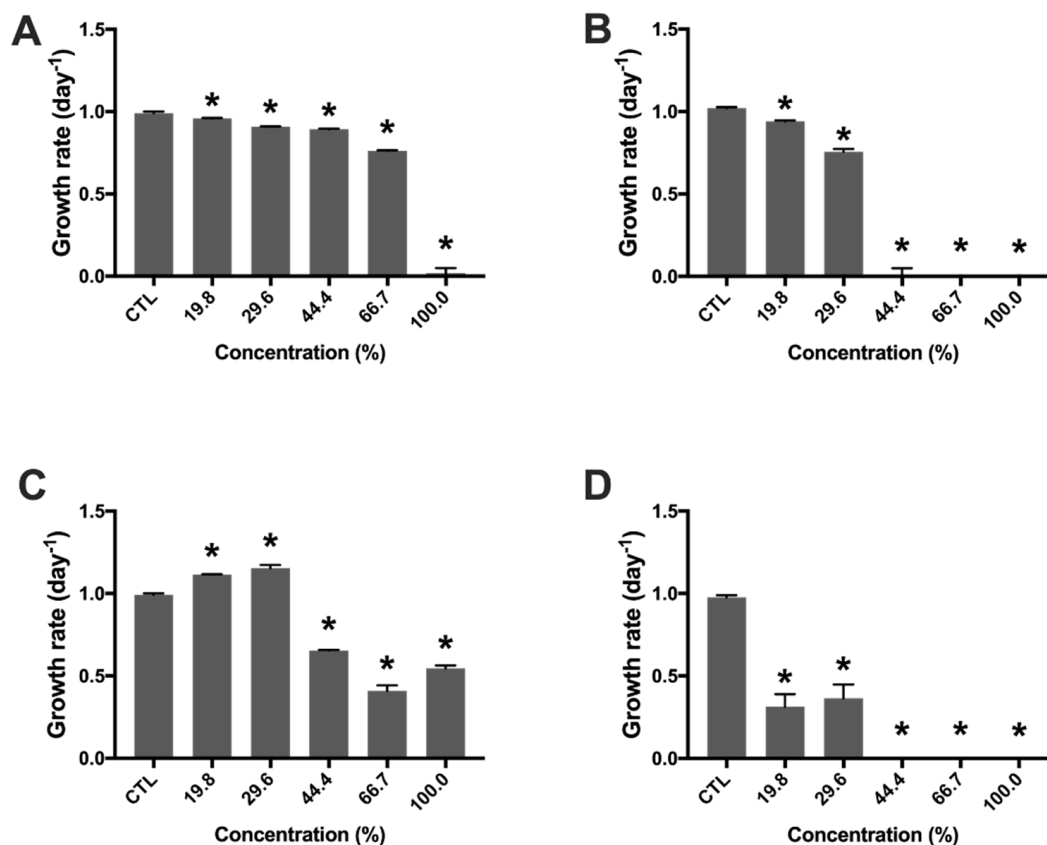 A
Growth rate (day-1)
1.5
1.0
0.5
0.0
* * * * *
CTL 19.8 29.6 44.4 66.7 100.0
Concentration (%)
B
Growth rate (day-1)
1.5
1.0
0.5
0.0
* * * * *
CTL 19.8 29.6 44.4 66.7 100.0
Concentration (%)
C
Growth rate (day-1)
1.5
1.0
0.5
0.0
* * * * *
CTL 19.8 29.6 44.4 66.7 100.0
Concentration (%)
D
Growth rate (day-1)
1.5
1.0
0.5
0.0
* * * * *
CTL 19.8 29.6 44.4 66.7 100.0
Concentration (%)